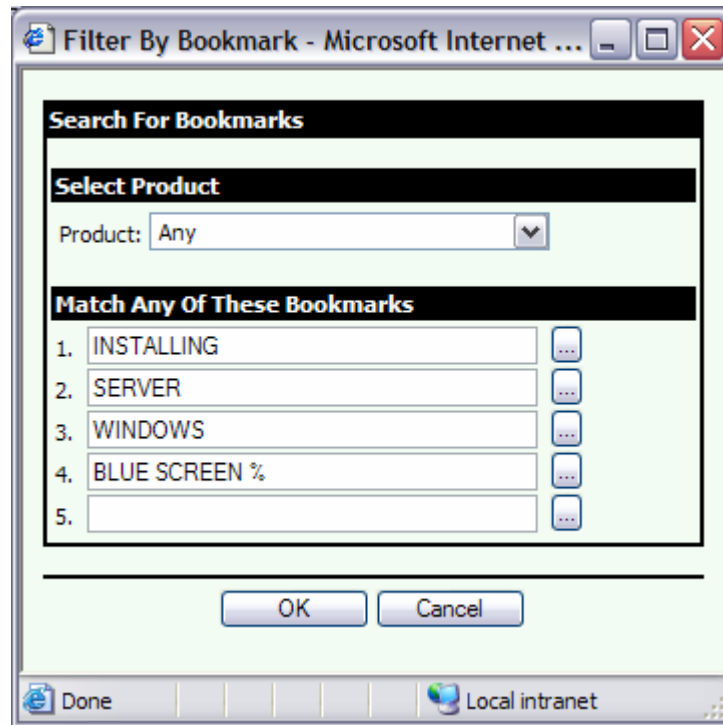 Filter By Bookmark - Microsoft Internet ...
Search For Bookmarks
Select Product
Product: Any
Match Any Of These Bookmarks
1. INSTALLING ...
2. SERVER ...
3. WINDOWS ...
4. BLUE SCREEN % ...
5. ...
OK Cancel
Done Local intranet